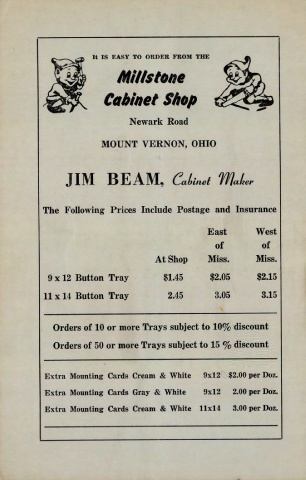 It is easy to order from the
Millstone
Cabinet Shop
Newark Road
MOUNT VERNON, OHIO
JIM BEAM, Cabinet Maker
The Following Prices Include Postage and Insurance
East West
of of
At Shop Miss. Miss.
9 x 12 Button Tray $1.45 $2.05 $2.15
11 x 14 Button Tray 2.45 3.05 3.15
Orders of 10 or more Trays subject to 10% discount
Orders of 50 or more Trays subject to 15 % discount
Extra Mounting Cards Cream & White 9x12 $2.00 per Doz.
Extra Mounting Cards Gray & White 9x12 2.00 per Doz.
Extra Mounting Cards Cream & White 11x14 3.00 per Doz.